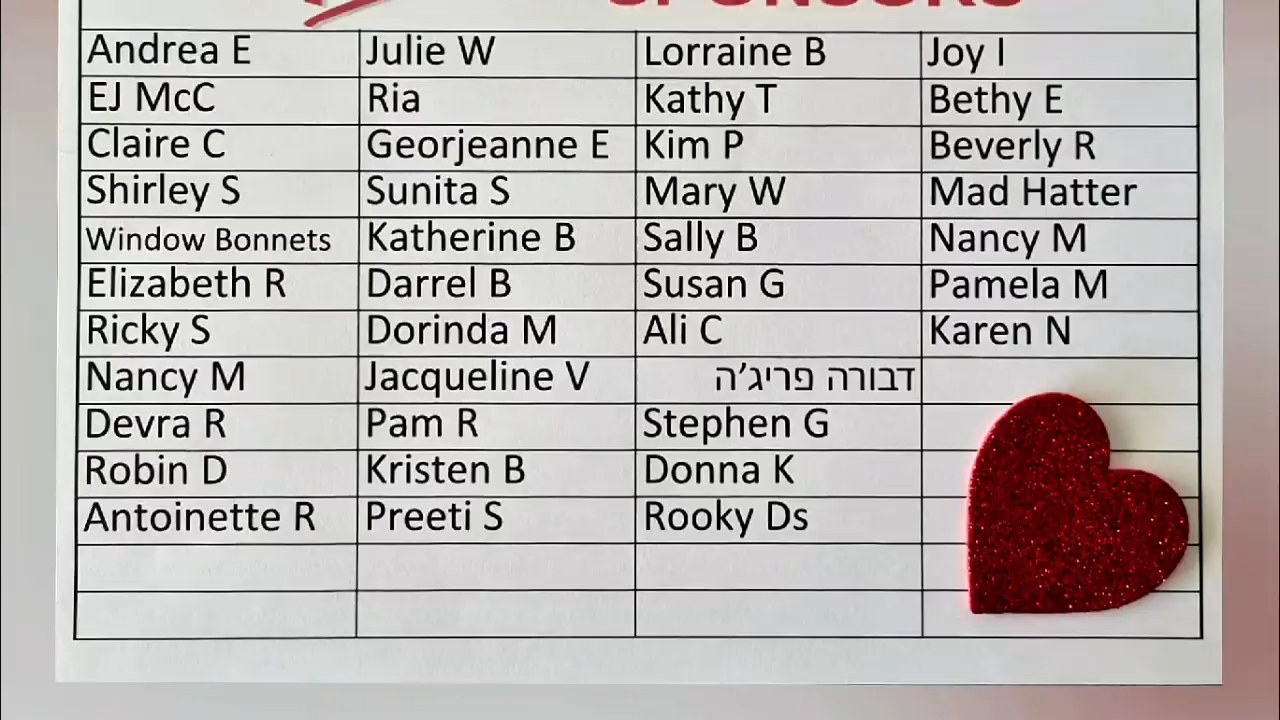 SPONSORS
Andrea E Julie W Lorraine B Joy I
EJ McC Ria Kathy T Bethy E
Claire C Georjeanne E Kim P Beverly R
Shirley S Sunita S Mary W Mad Hatter
Window Bonnets Katherine B Sally B Nancy M
Elizabeth R Darrel B Susan G Pamela M
Ricky S Dorinda M Ali C Karen N
Nancy M Jacqueline V דבורה פריג'ה
Devra R Pam R Stephen G
Robin D Kristen B Donna K
Antoinette R Preeti S Rooky Ds